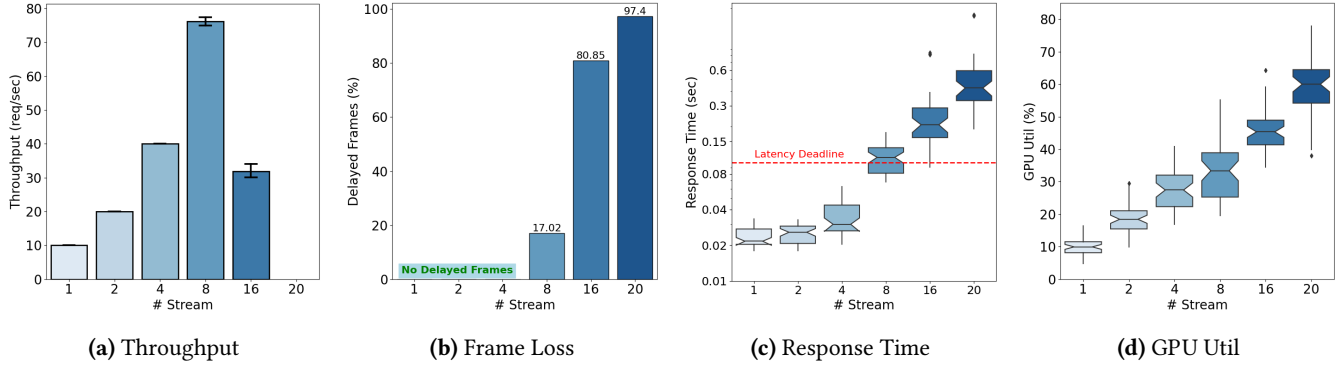 Throughput (req/sec)
80
70
60
50
40
30
20
10
0
1 2 4 8 16 20
# Stream
(a) Throughput
Delayed Frames (%)
100
80
60
40
20
0
No Delayed Frames
17.02
80.85
97.4
1 2 4 8 16 20
# Stream
(b) Frame Loss
Response Time (sec)
0.6
0.3
0.15
0.08
0.04
0.02
0.01
Latency Deadline
1 2 4 8 16 20
# Stream
(c) Response Time
GPU Util (%)
80
70
60
50
40
30
20
10
0
1 2 4 8 16 20
# Stream
(d) GPU Util